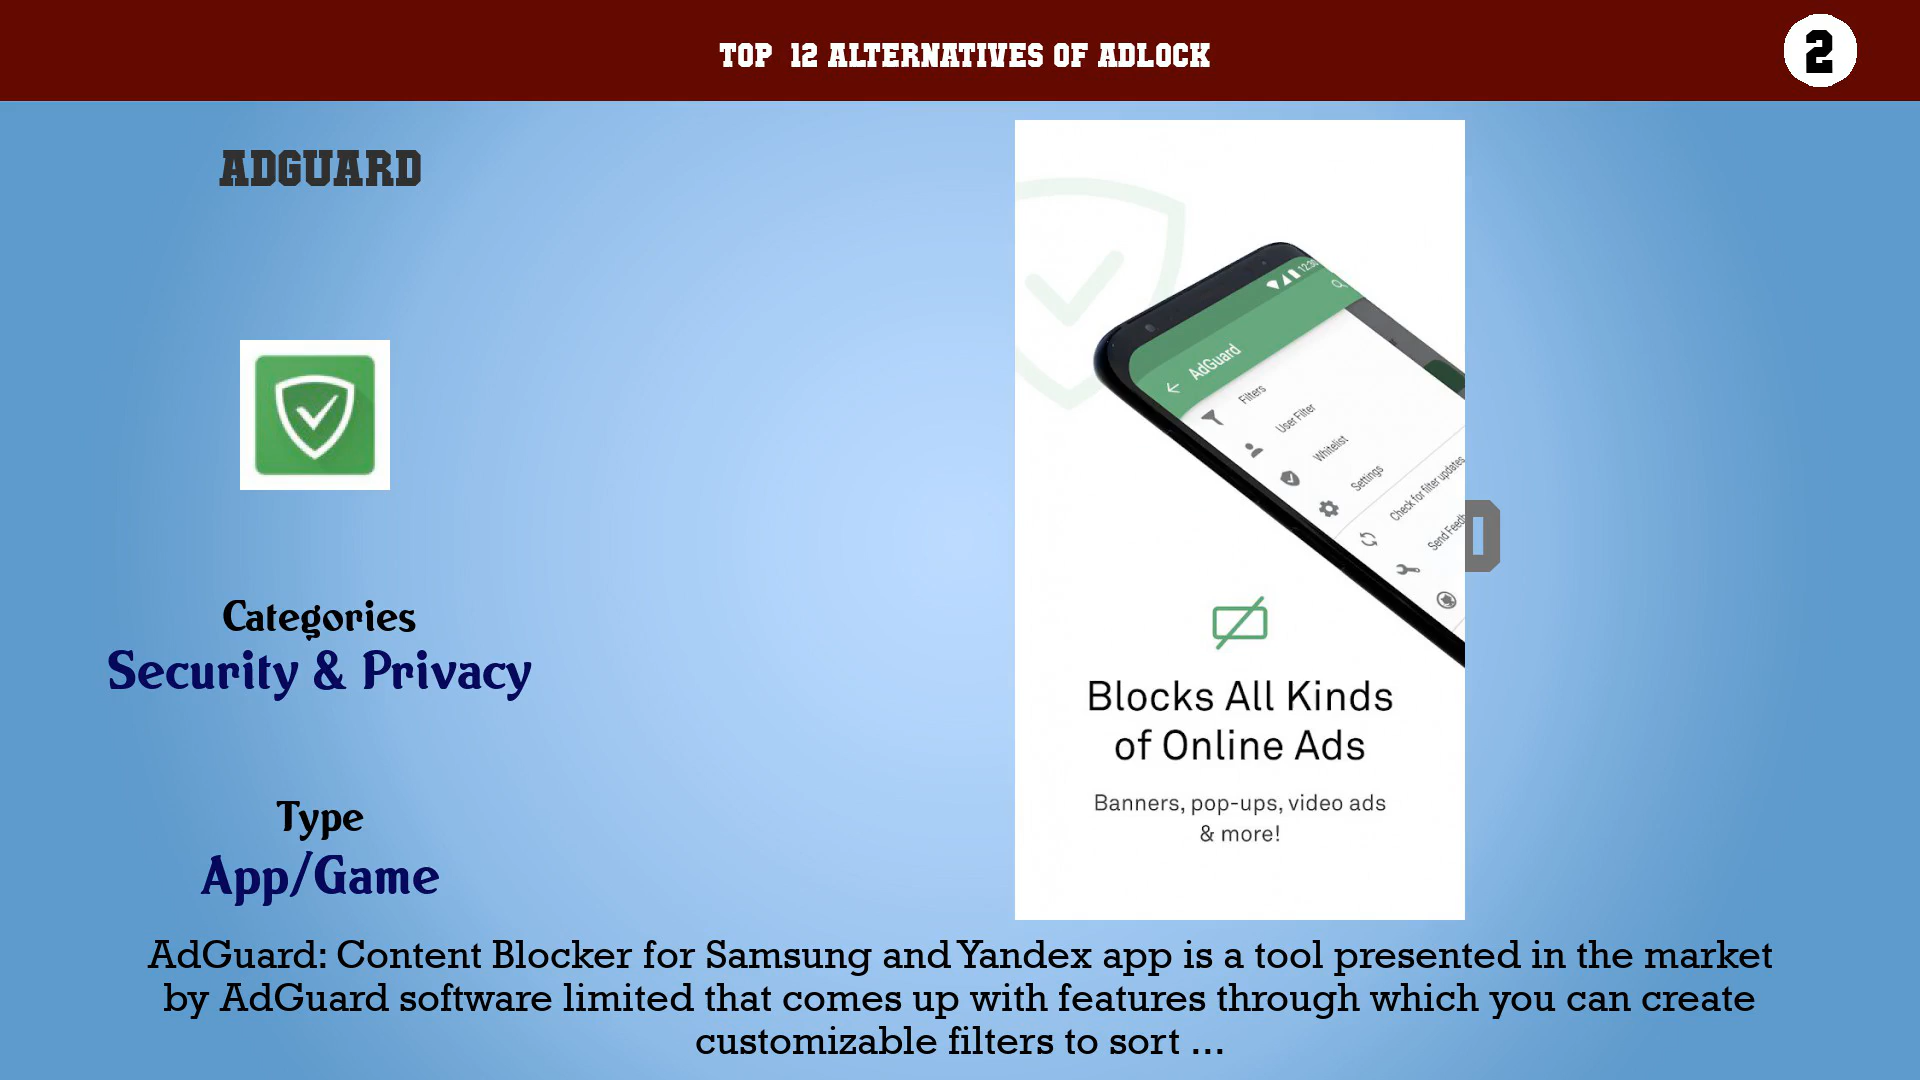 TOP 12 ALTERNATIVES OF ADLOCK
2
ADGUARD
12:30
AdGuard
Filters
User Filter
Whitelist
Settings
Check for filter updates
Send
D
Categories
Security & Privacy
Blocks All Kinds
of Online Ads
Banners, pop-ups, video ads
& more!
Type
App/Game
AdGuard: Content Blocker for Samsung and Yandex app is a tool presented in the market
by AdGuard software limited that comes up with features through which you can create
customizable filters to sort ...